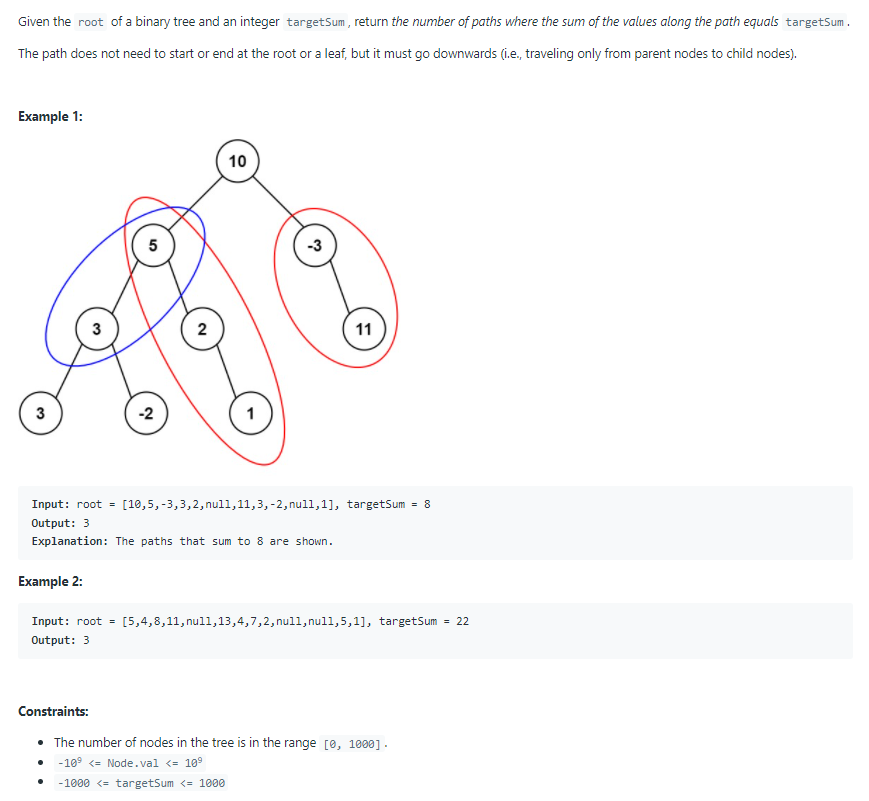 Given the root of a binary tree and an integer targetSum, return the number of paths where the sum of the values along the path equals targetSum.
The path does not need to start or end at the root or a leaf, but it must go downwards (i.e., traveling only from parent nodes to child nodes).
Example 1:
10
5 -3
3 2 11
3 -2 1
Input: root = [10,5,-3,3,2,null,11,3,-2,null,1], targetSum = 8
Output: 3
Explanation: The paths that sum to 8 are shown.
Example 2:
Input: root = [5,4,8,11,null,13,4,7,2,null,null,5,1], targetSum = 22
Output: 3
Constraints:
• The number of nodes in the tree is in the range [0, 1000].
• -10⁹ <= Node.val <= 10⁹
• -1000 <= targetSum <= 1000